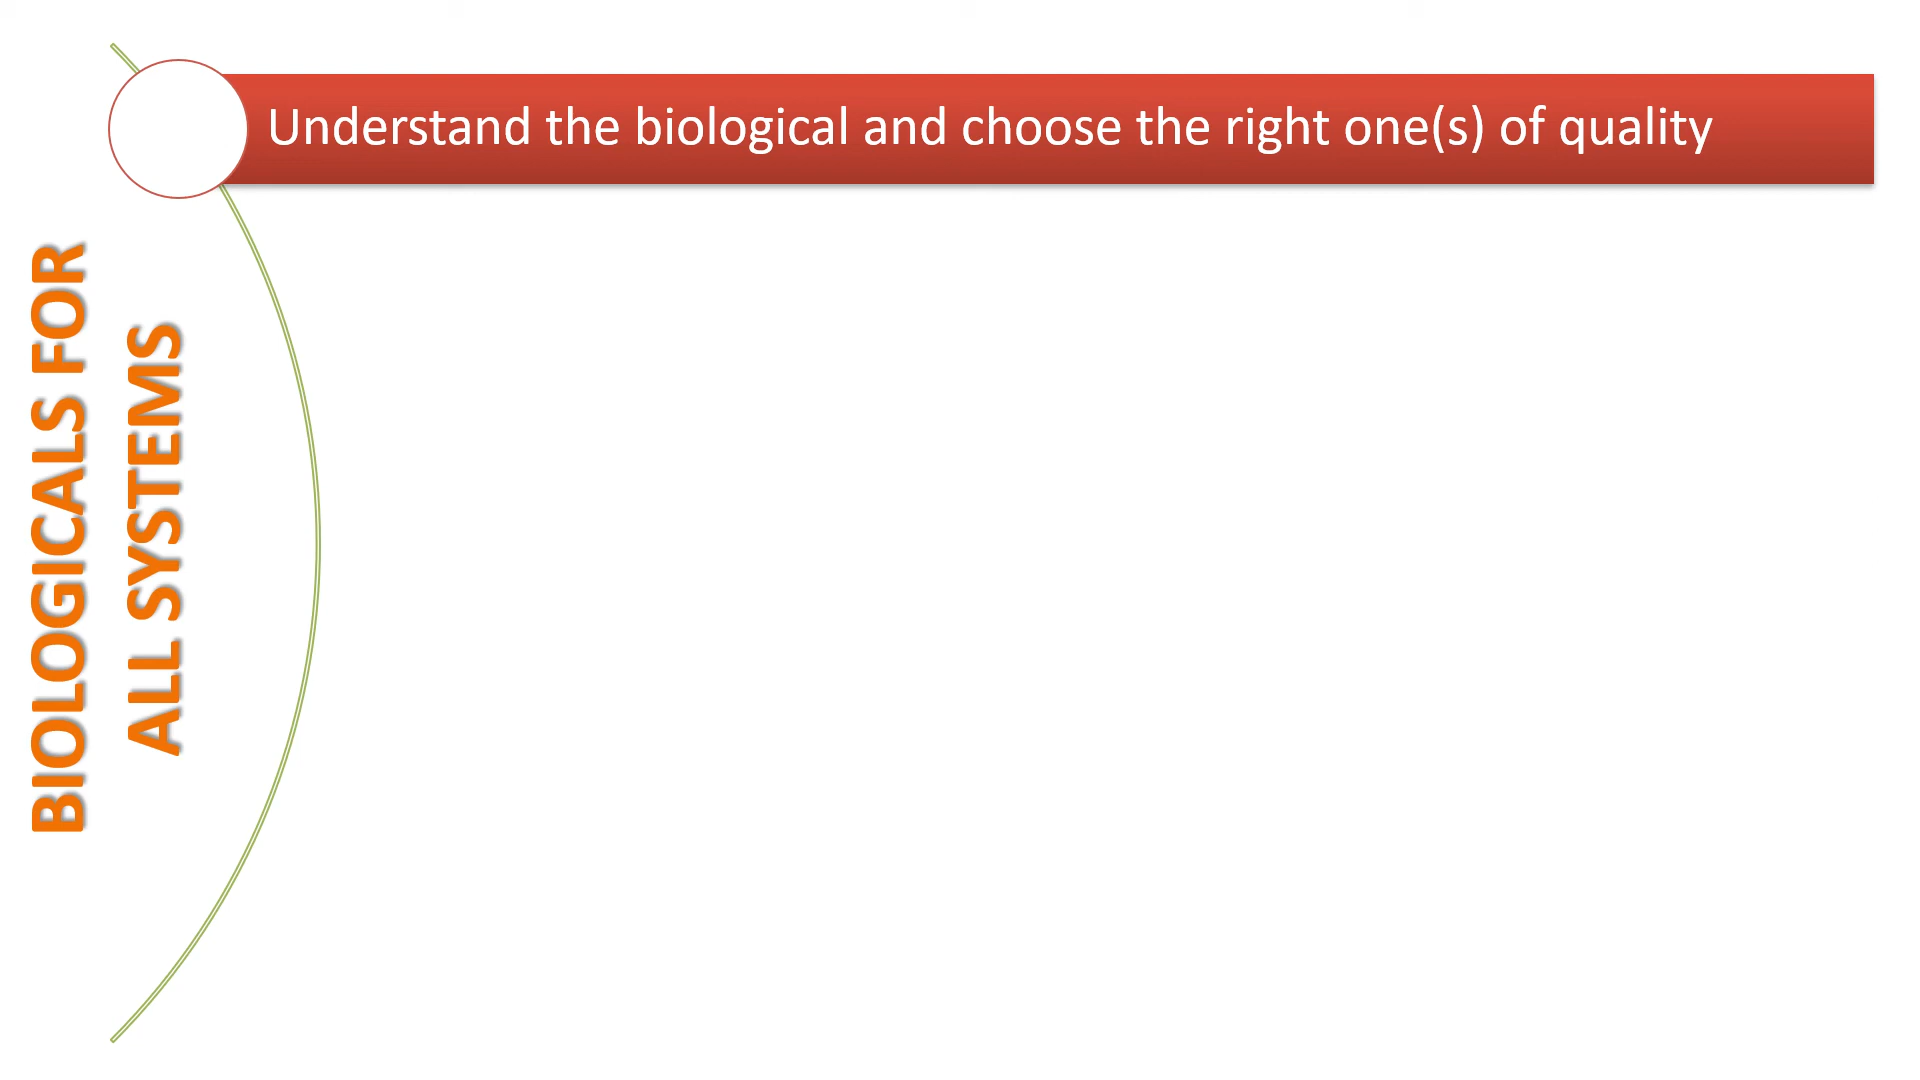 BIOLOGICALS FOR
ALL SYSTEMS
Understand the biological and choose the right one(s) of quality